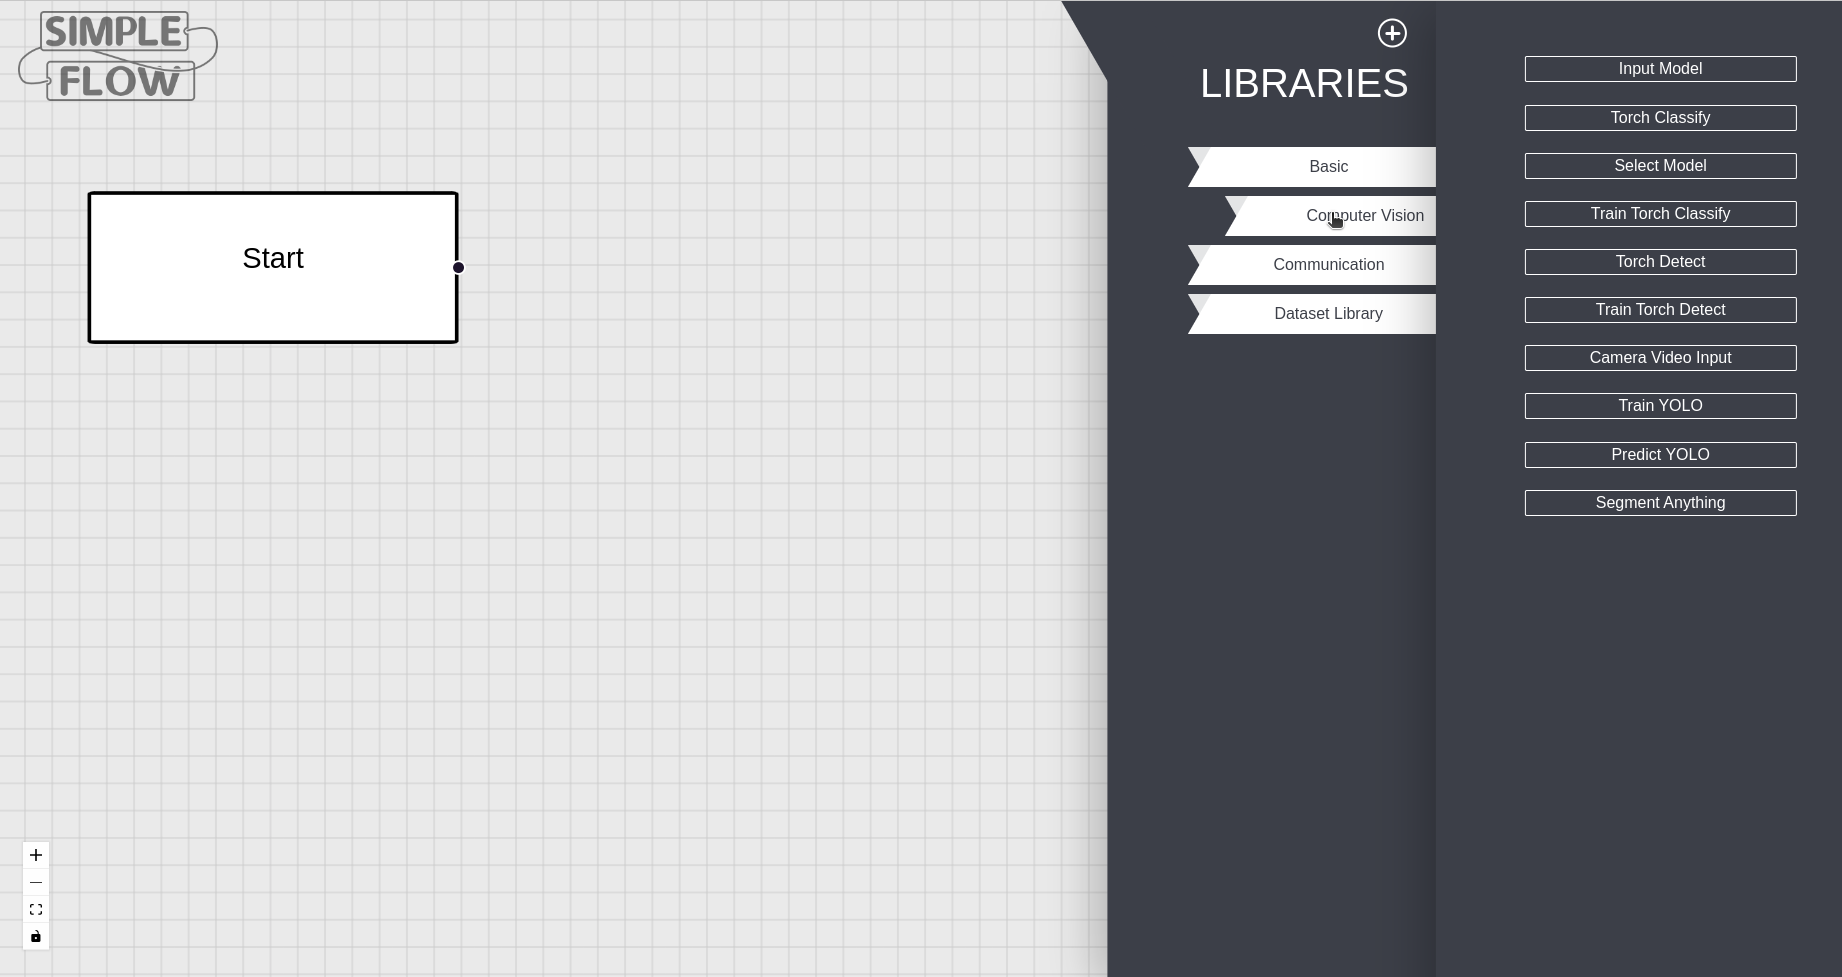 SIMPLE
FLOW
Start
LIBRARIES
Basic
Computer Vision
Communication
Dataset Library
Input Model
Torch Classify
Select Model
Train Torch Classify
Torch Detect
Train Torch Detect
Camera Video Input
Train YOLO
Predict YOLO
Segment Anything